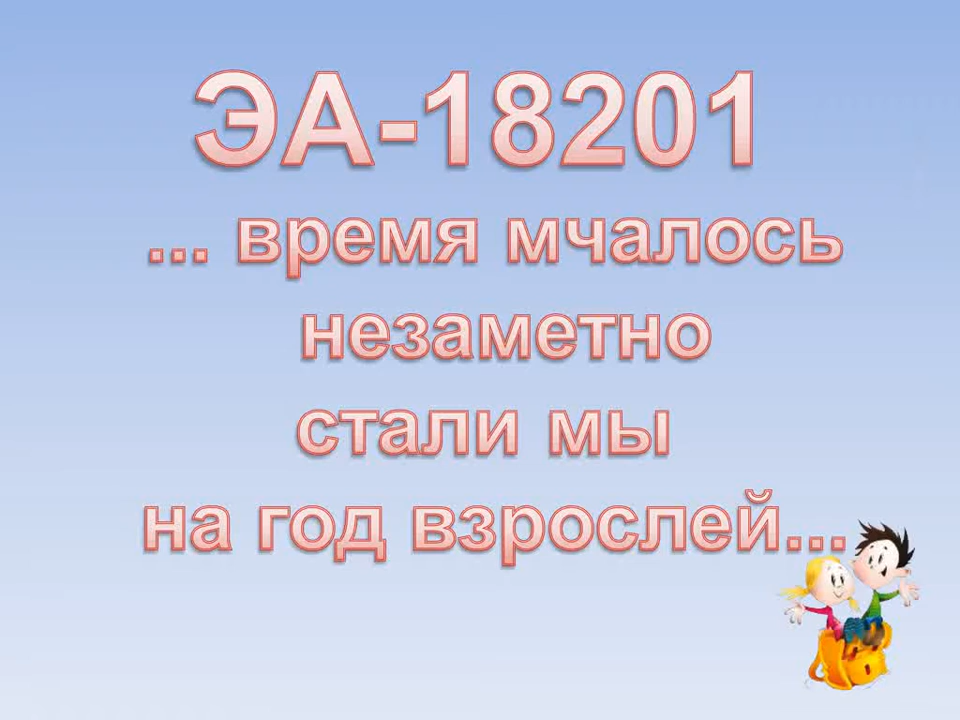 ЭА-18201
... время мчалось
незаметно
стали мы
на год взрослей...